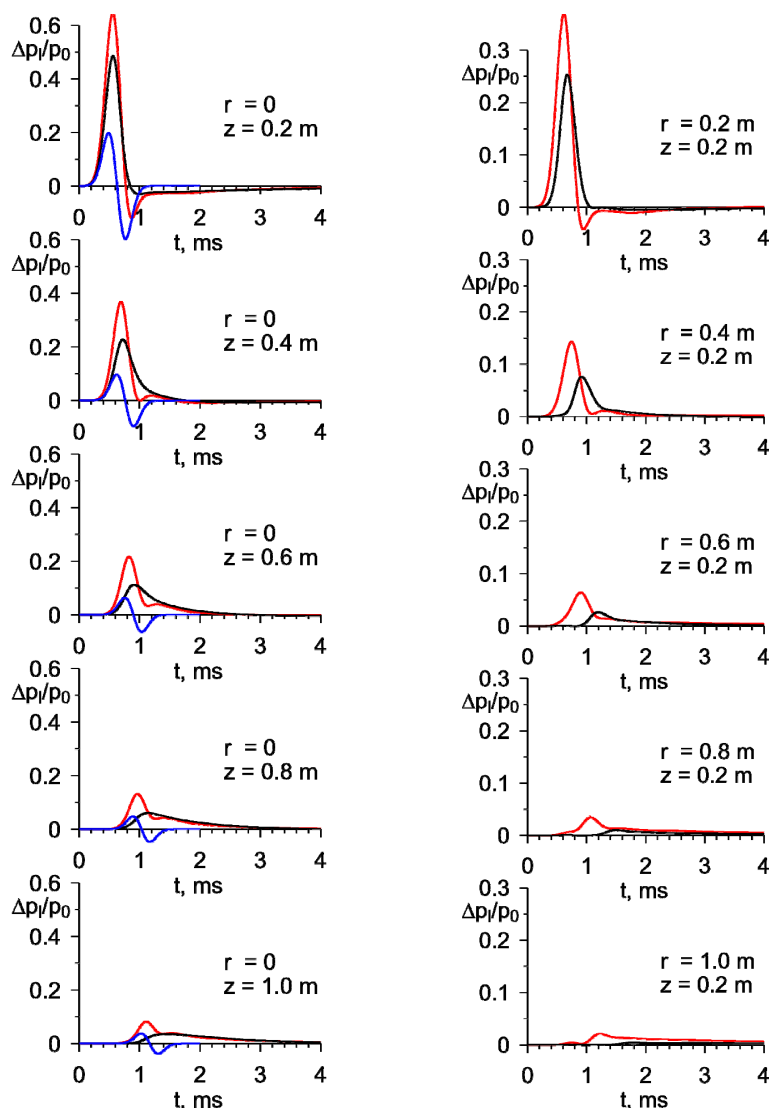 0.6
Δpl/p0
0.4
0.2
0
r = 0
z = 0.2 m
1 2 3 4
t, ms
0.6
Δpl/p0
0.4
0.2
0
r = 0
z = 0.4 m
1 2 3 4
t, ms
0.6
Δpl/p0
0.4
0.2
0
r = 0
z = 0.6 m
0 1 2 3 4
t, ms
0.6
Δpl/p0
0.4
0.2
0
r = 0
z = 0.8 m
0 1 2 3 4
t, ms
0.6
Δpl/p0
0.4
0.2
0
r = 0
z = 1.0 m
0 1 2 3 4
t, ms
0.3
Δpl/p0
0.2
0.1
0
r = 0.2 m
z = 0.2 m
0 1 2 3 4
t, ms
0.3
Δpl/p0
0.2
0.1
0
r = 0.4 m
z = 0.2 m
0 1 2 3 4
t, ms
0.3
Δpl/p0
0.2
0.1
0
r = 0.6 m
z = 0.2 m
0 1 2 3 4
t, ms
0.3
Δpl/p0
0.2
0.1
0
r = 0.8 m
z = 0.2 m
0 1 2 3 4
t, ms
0.3
Δpl/p0
0.2
0.1
0
r = 1.0 m
z = 0.2 m
0 1 2 3 4
t, ms